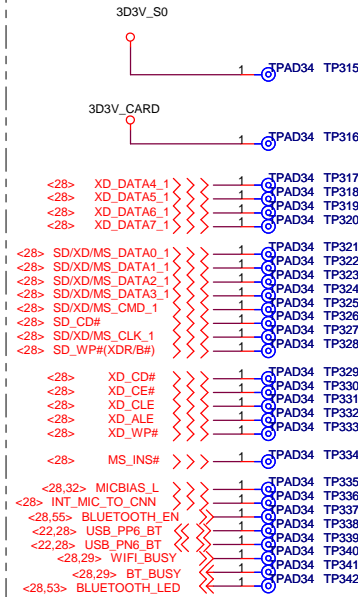 3D3V_S0
1 TPAD34 TP315
3D3V_CARD
1 TPAD34 TP316
<28> XD_DATA4_1 1 TPAD34 TP317
<28> XD_DATA5_1 1 TPAD34 TP318
<28> XD_DATA6_1 1 TPAD34 TP319
<28> XD_DATA7_1 1 TPAD34 TP320
<28> SD/XD/MS_DATA0_1 1 TPAD34 TP321
<28> SD/XD/MS_DATA1_1 1 TPAD34 TP322
<28> SD/XD/MS_DATA2_1 1 TPAD34 TP323
<28> SD/XD/MS_DATA3_1 1 TPAD34 TP324
<28> SD/XD/MS_CMD_1 1 TPAD34 TP325
<28> SD_CD# 1 TPAD34 TP326
<28> SD/XD/MS_CLK_1 1 TPAD34 TP327
<28> SD_WP#(XDR/B#) 1 TPAD34 TP328
<28> XD_CD# 1 TPAD34 TP329
<28> XD_CE# 1 TPAD34 TP330
<28> XD_CLE 1 TPAD34 TP331
<28> XD_ALE 1 TPAD34 TP332
<28> XD_WP# 1 TPAD34 TP333
<28> MS_INS# 1 TPAD34 TP334
<28,32> MICBIAS_L 1 TPAD34 TP335
<28> INT_MIC_TO_CNN 1 TPAD34 TP336
<28,55> BLUETOOTH_EN 1 TPAD34 TP337
<22,28> USB_PP6_BT 1 TPAD34 TP338
<22,28> USB_PN6_BT 1 TPAD34 TP339
<28,29> WIFI_BUSY 1 TPAD34 TP340
<28,29> BT_BUSY 1 TPAD34 TP341
<28,53> BLUETOOTH_LED 1 TPAD34 TP342